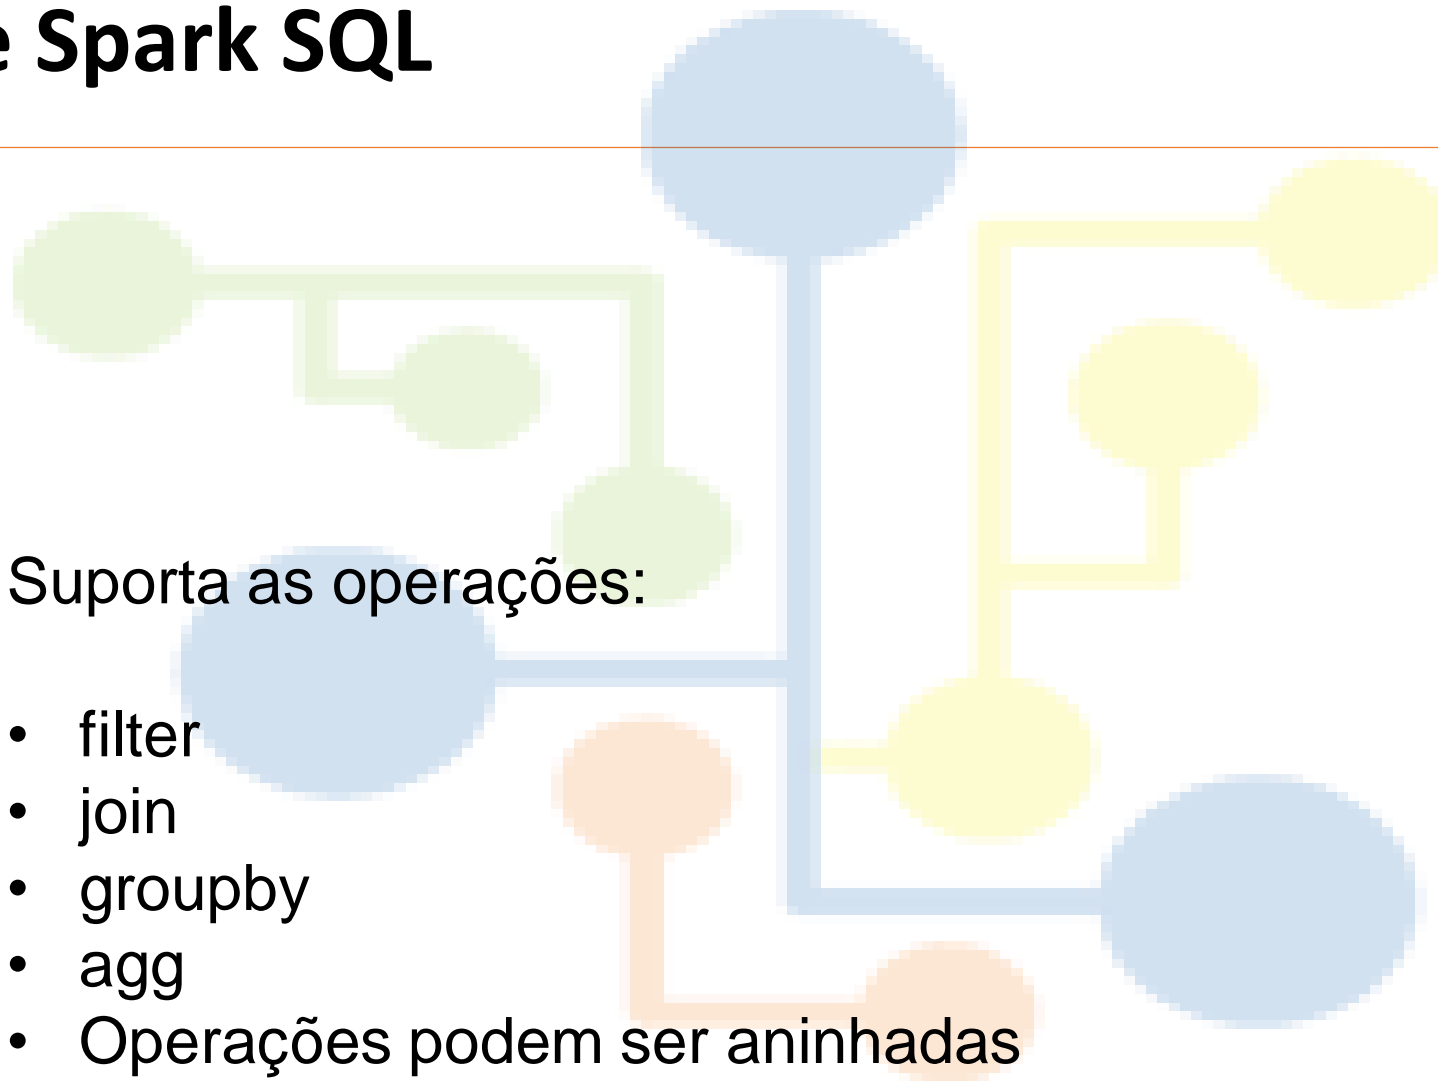 e Spark SQL
Suporta as operações:
• filter
• join
• groupby
• agg
• Operações podem ser aninhadas